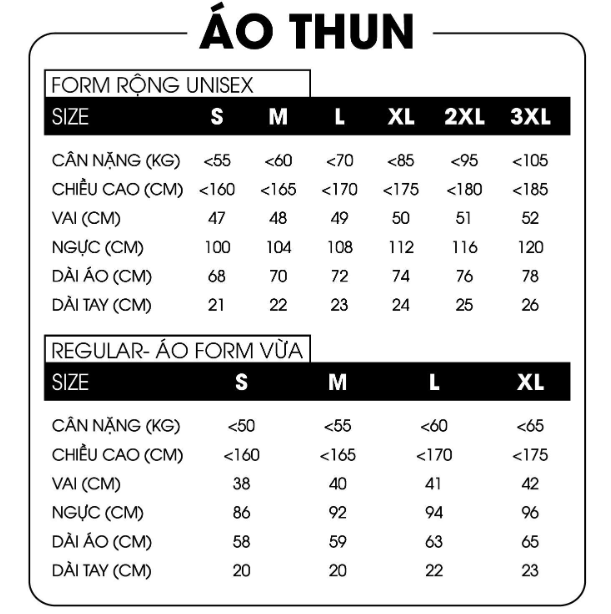 ÁO THUN
FORM RỘNG UNISEX
SIZE S M L XL 2XL 3XL
CÂN NẶNG (KG) <55 <60 <70 <85 <95 <105
CHIỀU CAO (CM) <160 <165 <170 <175 <180 <185
VAI (CM) 47 48 49 50 51 52
NGỰC (CM) 100 104 108 112 116 120
DÀI ÁO (CM) 68 70 72 74 76 78
DÀI TAY (CM) 21 22 23 24 25 26
REGULAR- ÁO FORM VỪA
SIZE S M L XL
CÂN NẶNG (KG) <50 <55 <60 <65
CHIỀU CAO (CM) <160 <165 <170 <175
VAI (CM) 38 40 41 42
NGỰC (CM) 86 92 94 96
DÀI ÁO (CM) 58 59 63 65
DÀI TAY (CM) 20 20 22 23